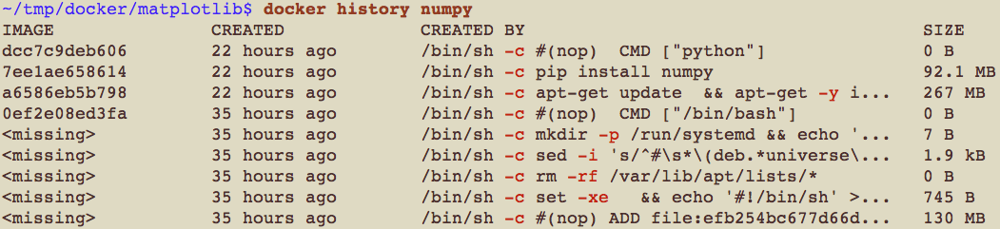 ~/tmp/docker/matplotlib$ docker history numpy
IMAGE CREATED CREATED BY SIZE
dcc7c9deb606 22 hours ago /bin/sh -c #(nop)  CMD ["python"] 0 B
7ee1ae658614 22 hours ago /bin/sh -c pip install numpy 92.1 MB
a6586eb5b798 22 hours ago /bin/sh -c apt-get update  && apt-get -y i... 267 MB
0ef2e08ed3fa 35 hours ago /bin/sh -c #(nop)  CMD ["/bin/bash"] 0 B
<missing> 35 hours ago /bin/sh -c mkdir -p /run/systemd && echo '... 7 B
<missing> 35 hours ago /bin/sh -c sed -i 's/^#\s*\(deb.*universe\... 1.9 kB
<missing> 35 hours ago /bin/sh -c rm -rf /var/lib/apt/lists/* 0 B
<missing> 35 hours ago /bin/sh -c set -xe   && echo '#!/bin/sh' >... 745 B
<missing> 35 hours ago /bin/sh -c #(nop) ADD file:efb254bc677d66d... 130 MB